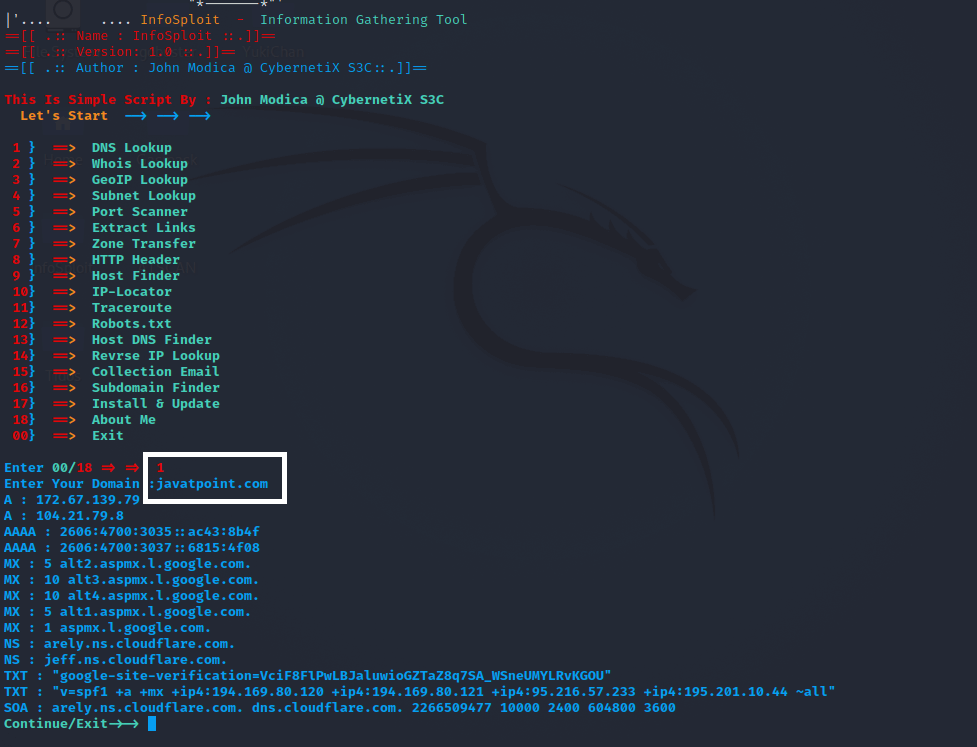 "*———————*"'
|'.... .... InfoSploit - Information Gathering Tool
==[[ .:: Name : InfoSploit ::.]]==
==[[ .:: Version: 1.0 ::.]]==
==[[ .:: Author : John Modica @ CybernetiX S3C::.]]==
This Is Simple Script By : John Modica @ CybernetiX S3C
Let's Start --> --> -->
1 } ==> DNS Lookup
2 } ==> Whois Lookup
3 } ==> GeoIP Lookup
4 } ==> Subnet Lookup
5 } ==> Port Scanner
6 } ==> Extract Links
7 } ==> Zone Transfer
8 } ==> HTTP Header
9 } ==> Host Finder
10} ==> IP-Locator
11} ==> Traceroute
12} ==> Robots.txt
13} ==> Host DNS Finder
14} ==> Revrse IP Lookup
15} ==> Collection Email
16} ==> Subdomain Finder
17} ==> Install & Update
18} ==> About Me
00} ==> Exit
Enter 00/18 => => 1
Enter Your Domain :javatpoint.com
A : 172.67.139.79
A : 104.21.79.8
AAAA : 2606:4700:3035::ac43:8b4f
AAAA : 2606:4700:3037::6815:4f08
MX : 5 alt2.aspmx.l.google.com.
MX : 10 alt3.aspmx.l.google.com.
MX : 10 alt4.aspmx.l.google.com.
MX : 5 alt1.aspmx.l.google.com.
MX : 1 aspmx.l.google.com.
NS : arely.ns.cloudflare.com.
NS : jeff.ns.cloudflare.com.
TXT : "google-site-verification=VciF8FlPwLBJaluwioGZTaZ8q7SA_WSneUMYLRvKGOU"
TXT : "v=spf1 +a +mx +ip4:194.169.80.120 +ip4:194.169.80.121 +ip4:95.216.57.233 +ip4:195.201.10.44 ~all"
SOA : arely.ns.cloudflare.com. dns.cloudflare.com. 2266509477 10000 2400 604800 3600
Continue/Exit-->->